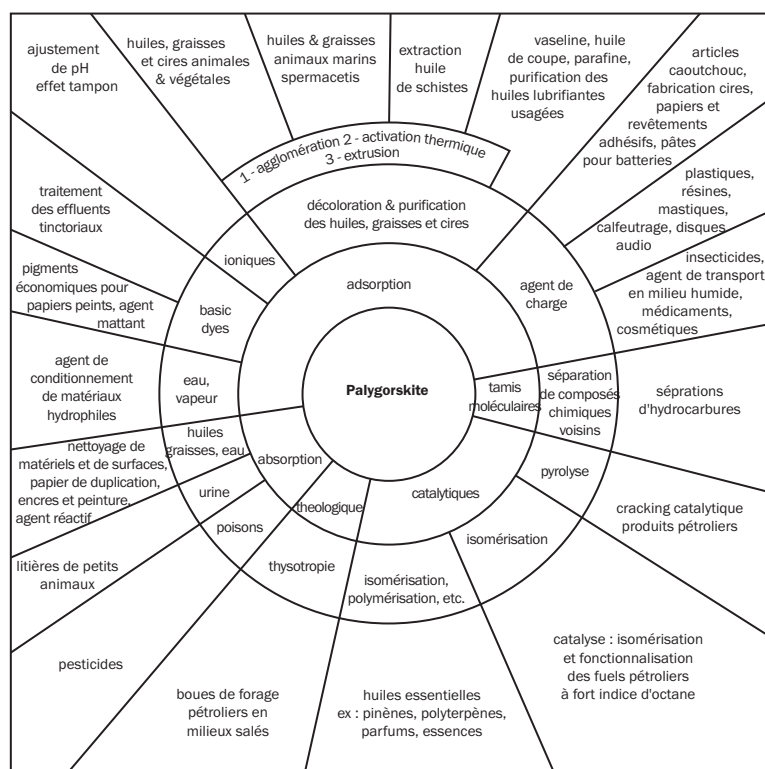 ajustement
de pH
effet tampon
huiles, graisses
et cires animales
& végétales
huiles & graisses
animaux marins
spermacetis
extraction
huile
de schistes
vaseline, huile
de coupe, parafine,
purification des
huiles lubrifiantes
usagées
articles
caoutchouc,
fabrication cires,
papiers et
revêtements
adhésifs, pâtes
pour batteries
1 - agglomération 2 - activation thermique
3 - extrusion
traitement
des effluents
tinctoriaux
décoloration & purification
des huiles, graisses et cires
plastiques,
résines,
mastiques,
calfeutrage, disques
audio
ioniques
adsorption
agent de
charge
insecticides,
agent de transport
en milieu humide,
médicaments,
cosmétiques
pigments
économiques pour
papiers peints, agent
mattant
basic
dyes
agent de
conditionnement
de matériaux
hydrophiles
eau,
vapeur
Palygorskite
tamis
moléculaires
séparation
de composés
chimiques
voisins
séprations
d'hydrocarbures
nettoyage de
matériels et de surfaces,
papier de duplication,
encres et peinture,
agent réactif
huiles
graisses, eau
absorption
urine
poisons
theologique
catalytiques
pyrolyse
isomérisation
cracking catalytique
produits pétroliers
litières de petits
animaux
thysotropie
isomérisation,
polymérisation, etc.
pesticides
boues de forage
pétroliers en
milieux salés
huiles essentielles
ex : pinènes, polyterpènes,
parfums, essences
catalyse : isomérisation
et fonctionnalisation
des fuels pétroliers
à fort indice d'octane